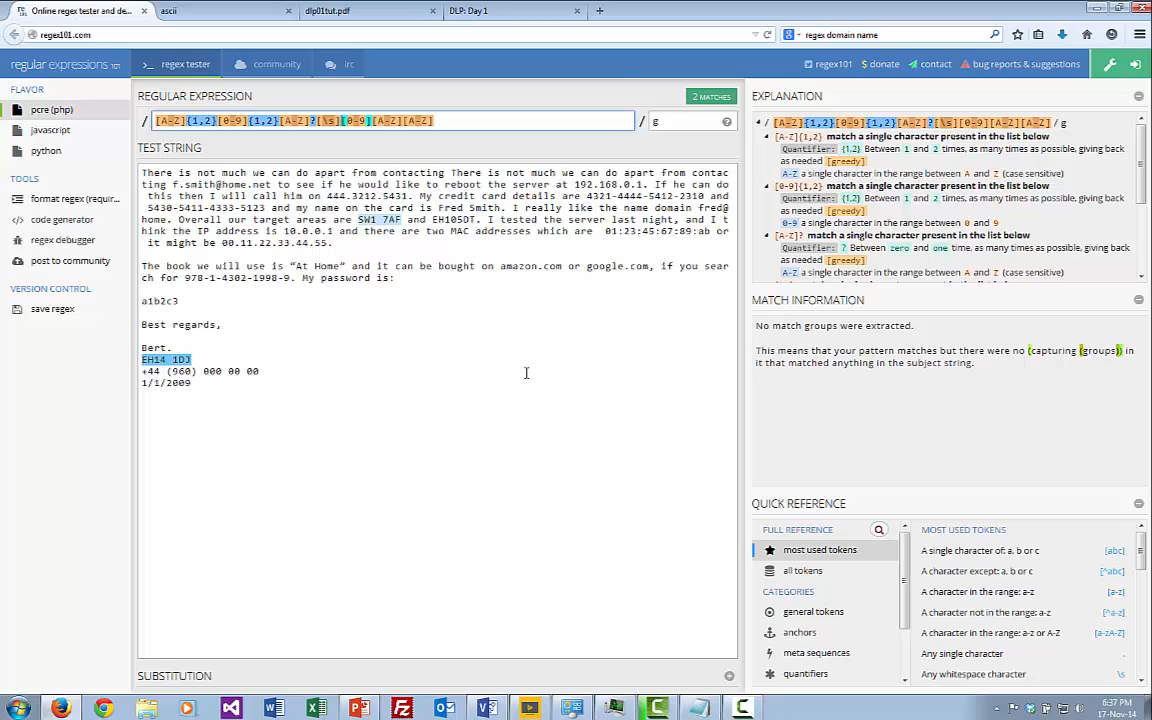 Online regex tester and de...
ascii
dlp01tut.pdf
DLP: Day 1
regex101.com
regex domain name
regular expressions 101
regex tester
community
irc
regex101
donate
contact
bug reports & suggestions
FLAVOR
pcre (php)
javascript
python
TOOLS
format regex (requir...
code generator
regex debugger
post to community
VERSION CONTROL
save regex
REGULAR EXPRESSION
2 MATCHES
/ [A-Z]{1,2}[0-9]{1,2}[A-Z]?[\s][0-9][A-Z][A-Z] / g
TEST STRING
There is not much we can do apart from contacting There is not much we can do apart from contac
ting f.smith@home.net to see if he would like to reboot the server at 192.168.0.1. If he can do
this then I will call him on 444.3212.5431. My credit card details are 4321-4444-5412-2310 and
5430-5411-4333-5123 and my name on the card is Fred Smith. I really like the name domain fred@
home. Overall our target areas are SW1 7AF and EH105DT. I tested the server last night, and I t
hink the IP address is 10.0.0.1 and there are two MAC addresses which are 01:23:45:67:89:ab or
it might be 00.11.22.33.44.55.
The book we will use is “At Home” and it can be bought on amazon.com or google.com, if you sear
ch for 978-1-4302-1998-9. My password is:
a1b2c3
Best regards,
Bert.
EH14 1DJ
+44 (960) 000 00 00
1/1/2009
SUBSTITUTION
EXPLANATION
/ [A-Z]{1,2}[0-9]{1,2}[A-Z]?[\s][0-9][A-Z][A-Z] / g
[A-Z]{1,2} match a single character present in the list below
Quantifier: {1,2} Between 1 and 2 times, as many times as possible, giving back
as needed [greedy]
A-Z a single character in the range between A and Z (case sensitive)
[0-9]{1,2} match a single character present in the list below
Quantifier: {1,2} Between 1 and 2 times, as many times as possible, giving back
as needed [greedy]
0-9 a single character in the range between 0 and 9
[A-Z]? match a single character present in the list below
Quantifier: ? Between zero and one time, as many times as possible, giving back
as needed [greedy]
A-Z a single character in the range between A and Z (case sensitive)
MATCH INFORMATION
No match groups were extracted.
This means that your pattern matches but there were no (capturing (groups)) in
it that matched anything in the subject string.
QUICK REFERENCE
FULL REFERENCE
most used tokens
all tokens
CATEGORIES
general tokens
anchors
meta sequences
quantifiers
MOST USED TOKENS
A single character of: a, b or c [abc]
A character except: a, b or c [^abc]
A character in the range: a-z [a-z]
A character not in the range: a-z [^a-z]
A character in the range: a-z or A-Z [a-zA-Z]
Any single character .
Any whitespace character \s
6:37 PM
17-Nov-14